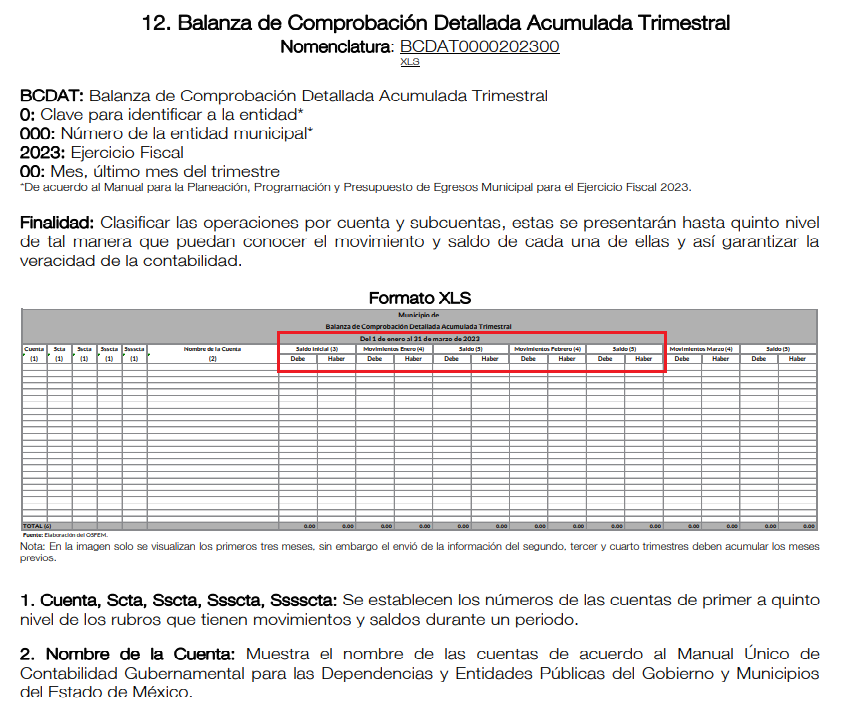 12. Balanza de Comprobación Detallada Acumulada Trimestral
Nomenclatura: BCDAT0000202300
XLS
BCDAT: Balanza de Comprobación Detallada Acumulada Trimestral
0: Clave para identificar a la entidad*
000: Número de la entidad municipal*
2023: Ejercicio Fiscal
00: Mes, último mes del trimestre
*De acuerdo al Manual para la Planeación, Programación y Presupuesto de Egresos Municipal para el Ejercicio Fiscal 2023.
Finalidad: Clasificar las operaciones por cuenta y subcuentas, estas se presentarán hasta quinto nivel
de tal manera que puedan conocer el movimiento y saldo de cada una de ellas y así garantizar la
veracidad de la contabilidad.
Formato XLS
Municipio de
Balanza de Comprobación Detallada Acumulada Trimestral
Del 1 de enero al 31 de marzo de 2023
Cuenta Scta Sscta Ssscta Sssscta Nombre de la Cuenta Saldo Inicial (3) Movimientos Enero (4) Saldo (5) Movimientos Febrero (4) Saldo (5) Movimientos Marzo (4) Saldo (5)
(1) (1) (1) (1) (1) (2) Debe Haber Debe Haber Debe Haber Debe Haber Debe Haber Debe Haber Debe Haber
TOTAL (6) 0.00 0.00 0.00 0.00 0.00 0.00 0.00 0.00 0.00 0.00 0.00 0.00 0.00 0.00
Fuente: Elaboración del OSFEM.
Nota: En la imagen solo se visualizan los primeros tres meses, sin embargo el envió de la información del segundo, tercer y cuarto trimestres deben acumular los meses
previos.
1. Cuenta, Scta, Sscta, Ssscta, Sssscta: Se establecen los números de las cuentas de primer a quinto
nivel de los rubros que tienen movimientos y saldos durante un periodo.
2. Nombre de la Cuenta: Muestra el nombre de las cuentas de acuerdo al Manual Único de
Contabilidad Gubernamental para las Dependencias y Entidades Públicas del Gobierno y Municipios
del Estado de México.